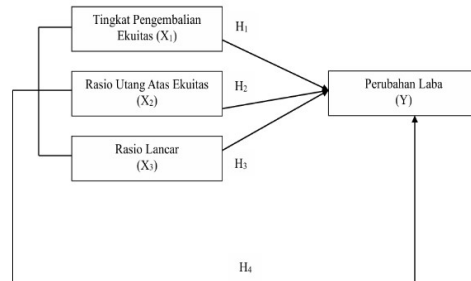 Tingkat Pengembalian
Ekuitas (X₁)
H₁
Rasio Utang Atas Ekuitas
(X₂)
H₂
Perubahan Laba
(Y)
Rasio Lancar
(X₃)
H₃
H₄